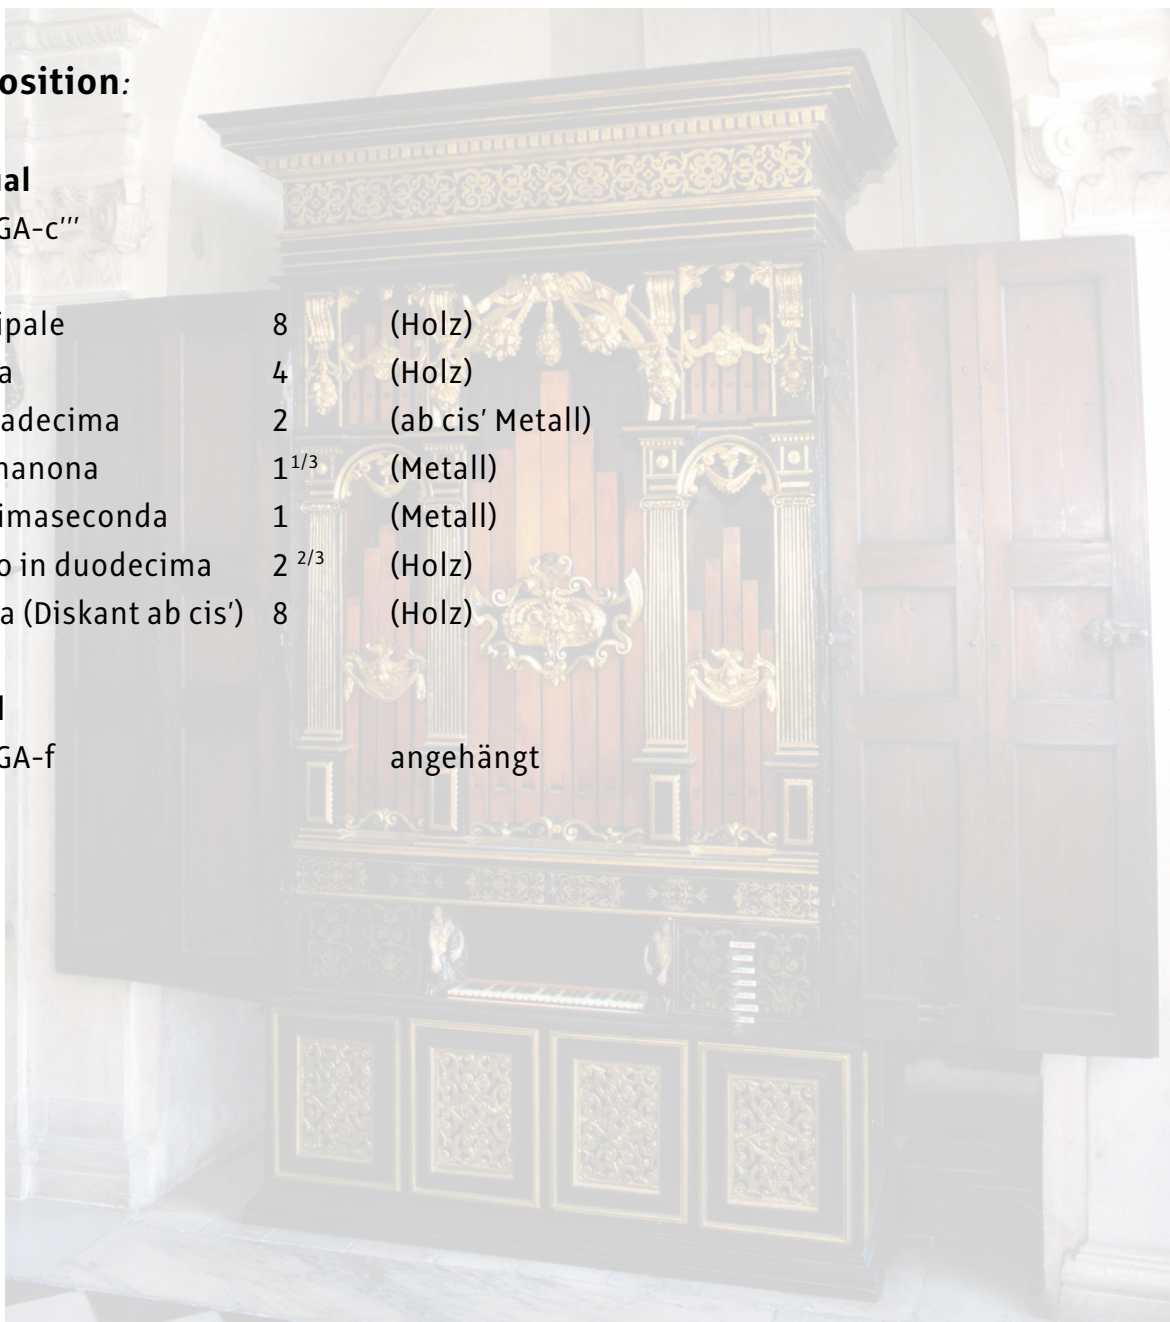 osition:
al
GA-c′′′
ipale 8 (Holz)
a 4 (Holz)
adecima 2 (ab cis′ Metall)
nanona 1 1/3 (Metall)
imaseconda 1 (Metall)
o in duodecima 2 2/3 (Holz)
a (Diskant ab cis′) 8 (Holz)
l
GA-f angehängt